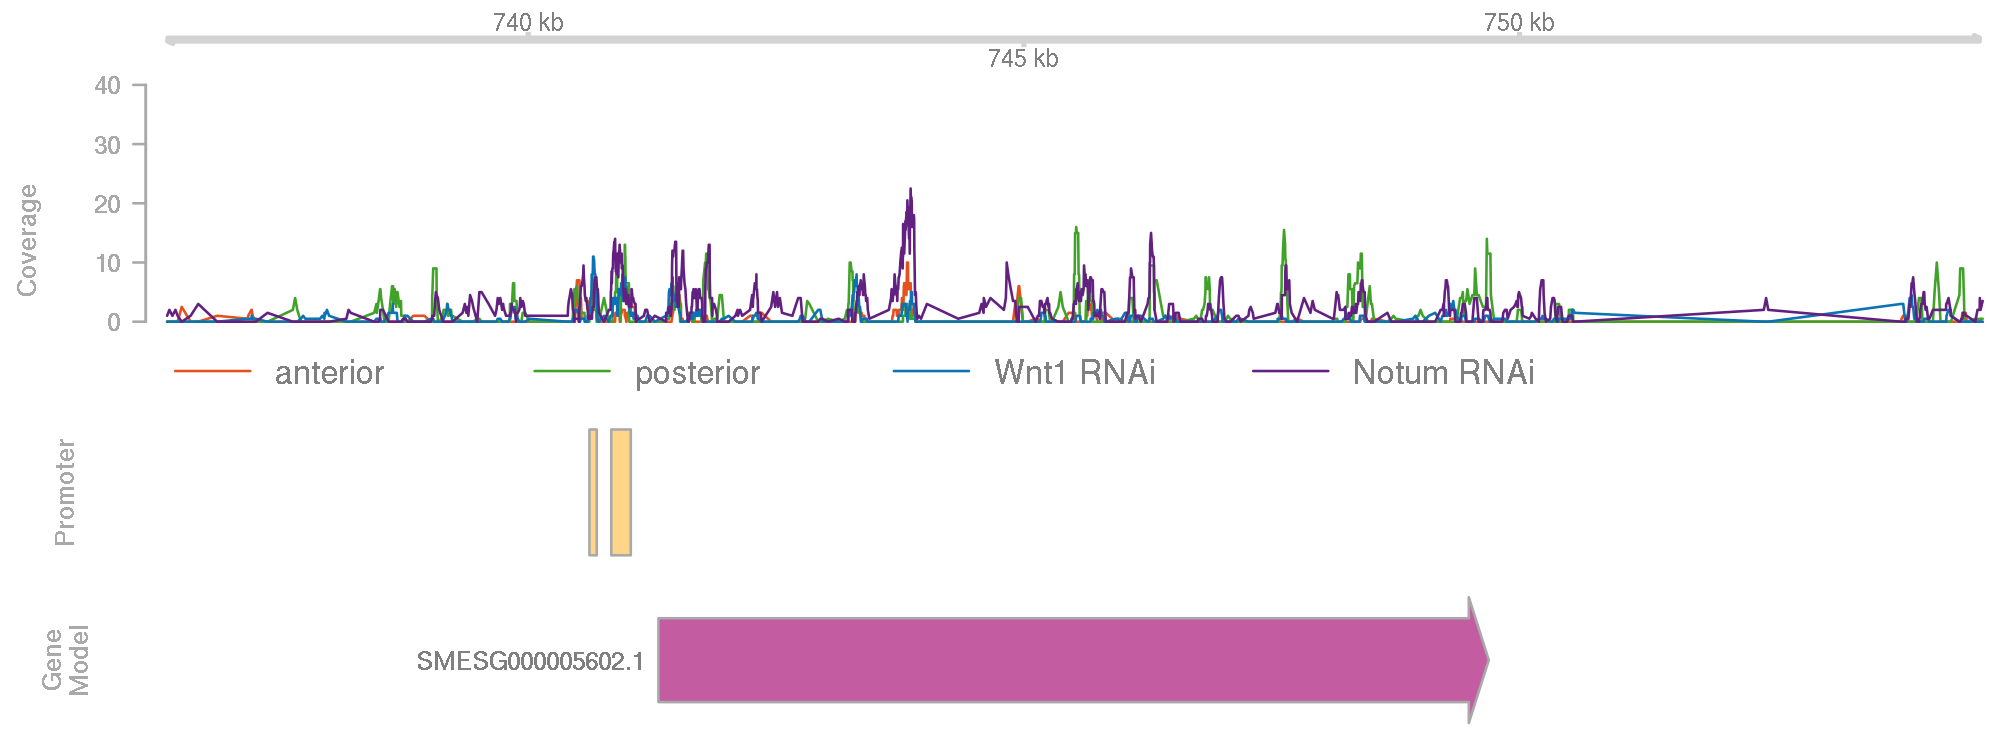 740 kb
750 kb
745 kb
Coverage
40
30
20
10
0
anterior posterior Wnt1 RNAi Notum RNAi
Promoter
Gene
Model
SMESG000005602.1